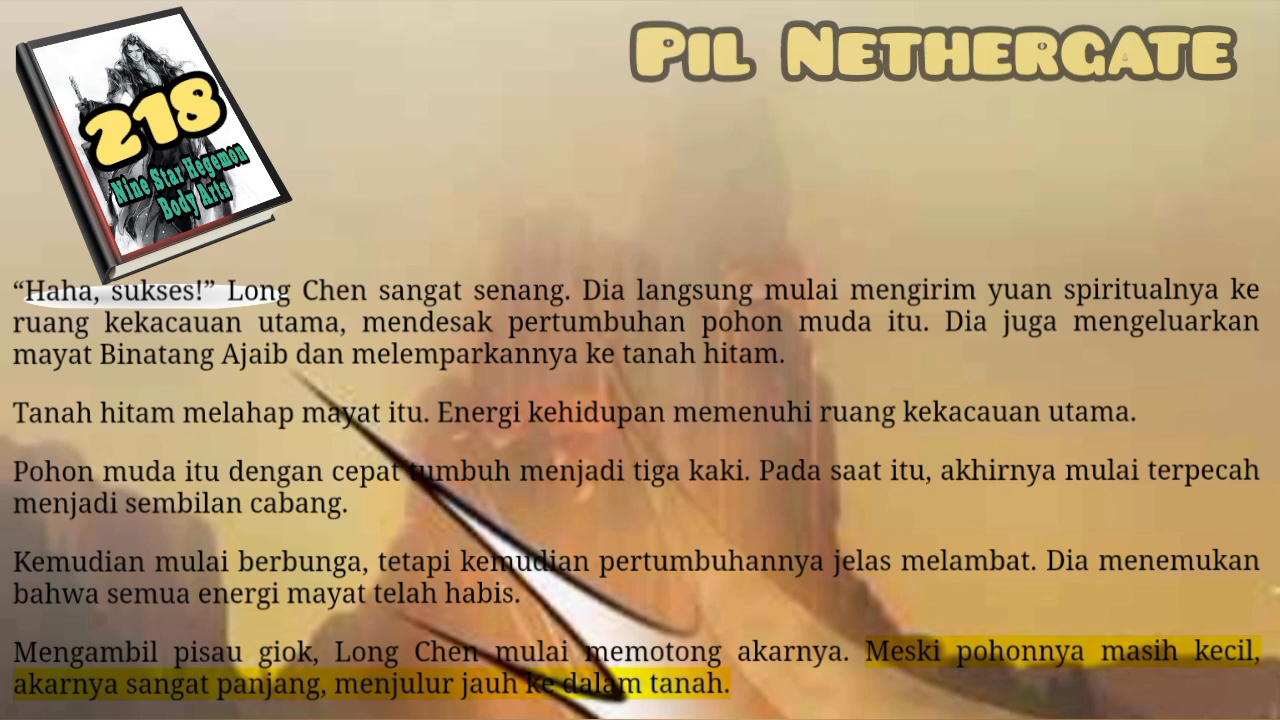 Pil Nethergate
218
Nine Star Hegemon
Body Arts
“Haha, sukses!” Long Chen sangat senang. Dia langsung mulai mengirim yuan spiritualnya ke
ruang kekacauan utama, mendesak pertumbuhan pohon muda itu. Dia juga mengeluarkan
mayat Binatang Ajaib dan melemparkannya ke tanah hitam.
Tanah hitam melahap mayat itu. Energi kehidupan memenuhi ruang kekacauan utama.
Pohon muda itu dengan cepat tumbuh menjadi tiga kaki. Pada saat itu, akhirnya mulai terpecah
menjadi sembilan cabang.
Kemudian mulai berbunga, tetapi kemudian pertumbuhannya jelas melambat. Dia menemukan
bahwa semua energi mayat telah habis.
Mengambil pisau giok, Long Chen mulai memotong akarnya. Meski pohonnya masih kecil,
akarnya sangat panjang, menjulur jauh ke dalam tanah.